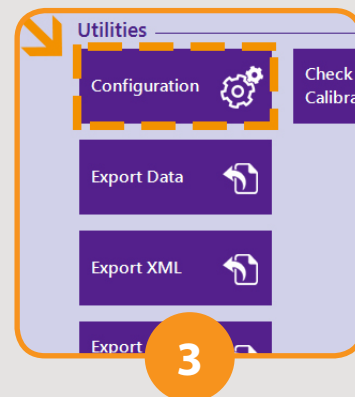 Utilities
Configuration
Check
Calibra
Export Data
Export XML
Export
3